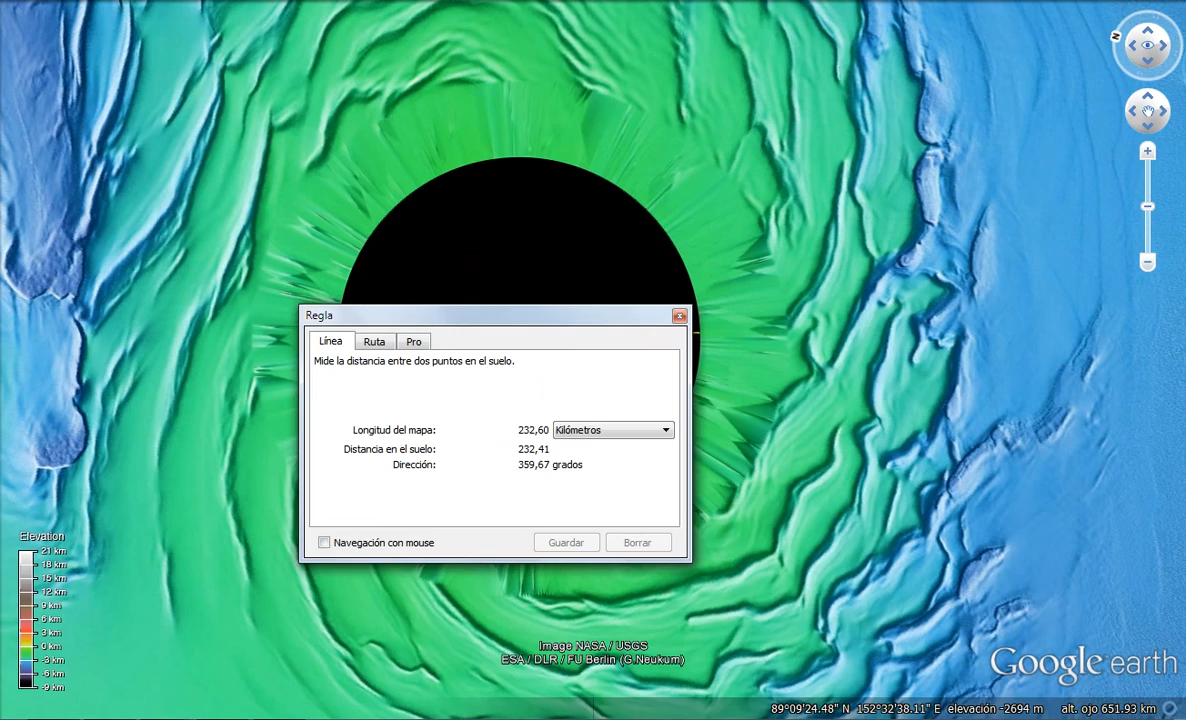 N
Regla
Línea Ruta Pro
Mide la distancia entre dos puntos en el suelo.
Longitud del mapa: 232,60 Kilómetros
Distancia en el suelo: 232,41
Dirección: 359,67 grados
Navegación con mouse Guardar Borrar
Elevation
21 km
18 km
15 km
12 km
9 km
6 km
3 km
0 km
-3 km
-6 km
-9 km
Image NASA / USGS
ESA / DLR / FU Berlin (G.Neukum)
Google earth
89°09'24.48" N 152°32'38.11" E elevación -2694 m alt. ojo 651.93 km